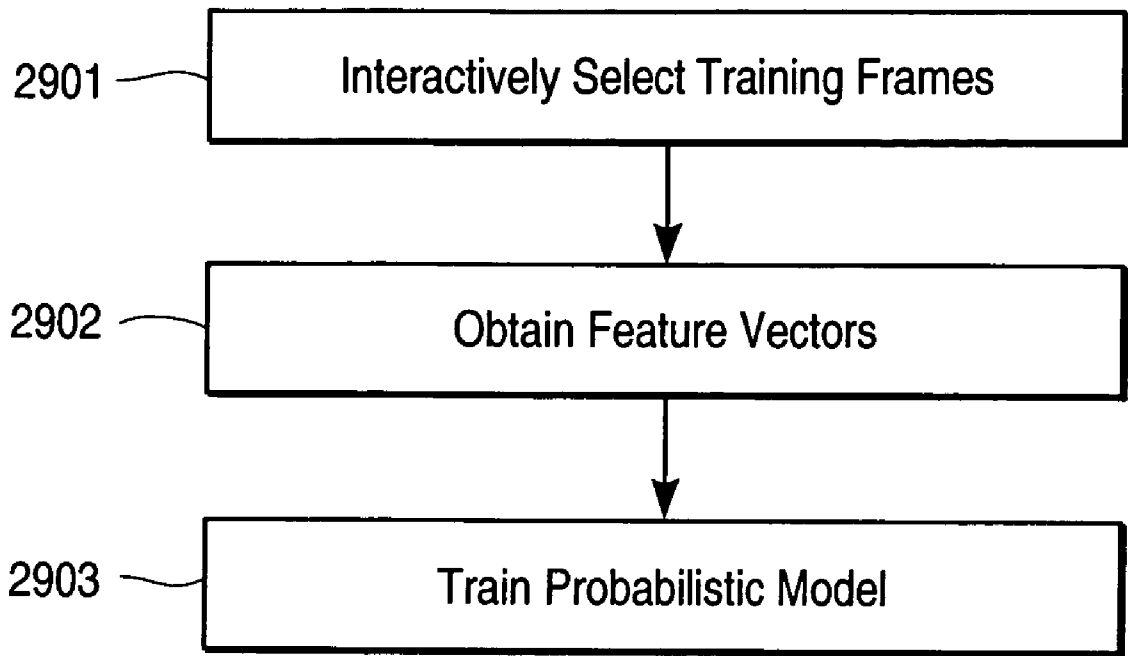 2901 Interactively Select Training Frames
2902 Obtain Feature Vectors
2903 Train Probabilistic Model